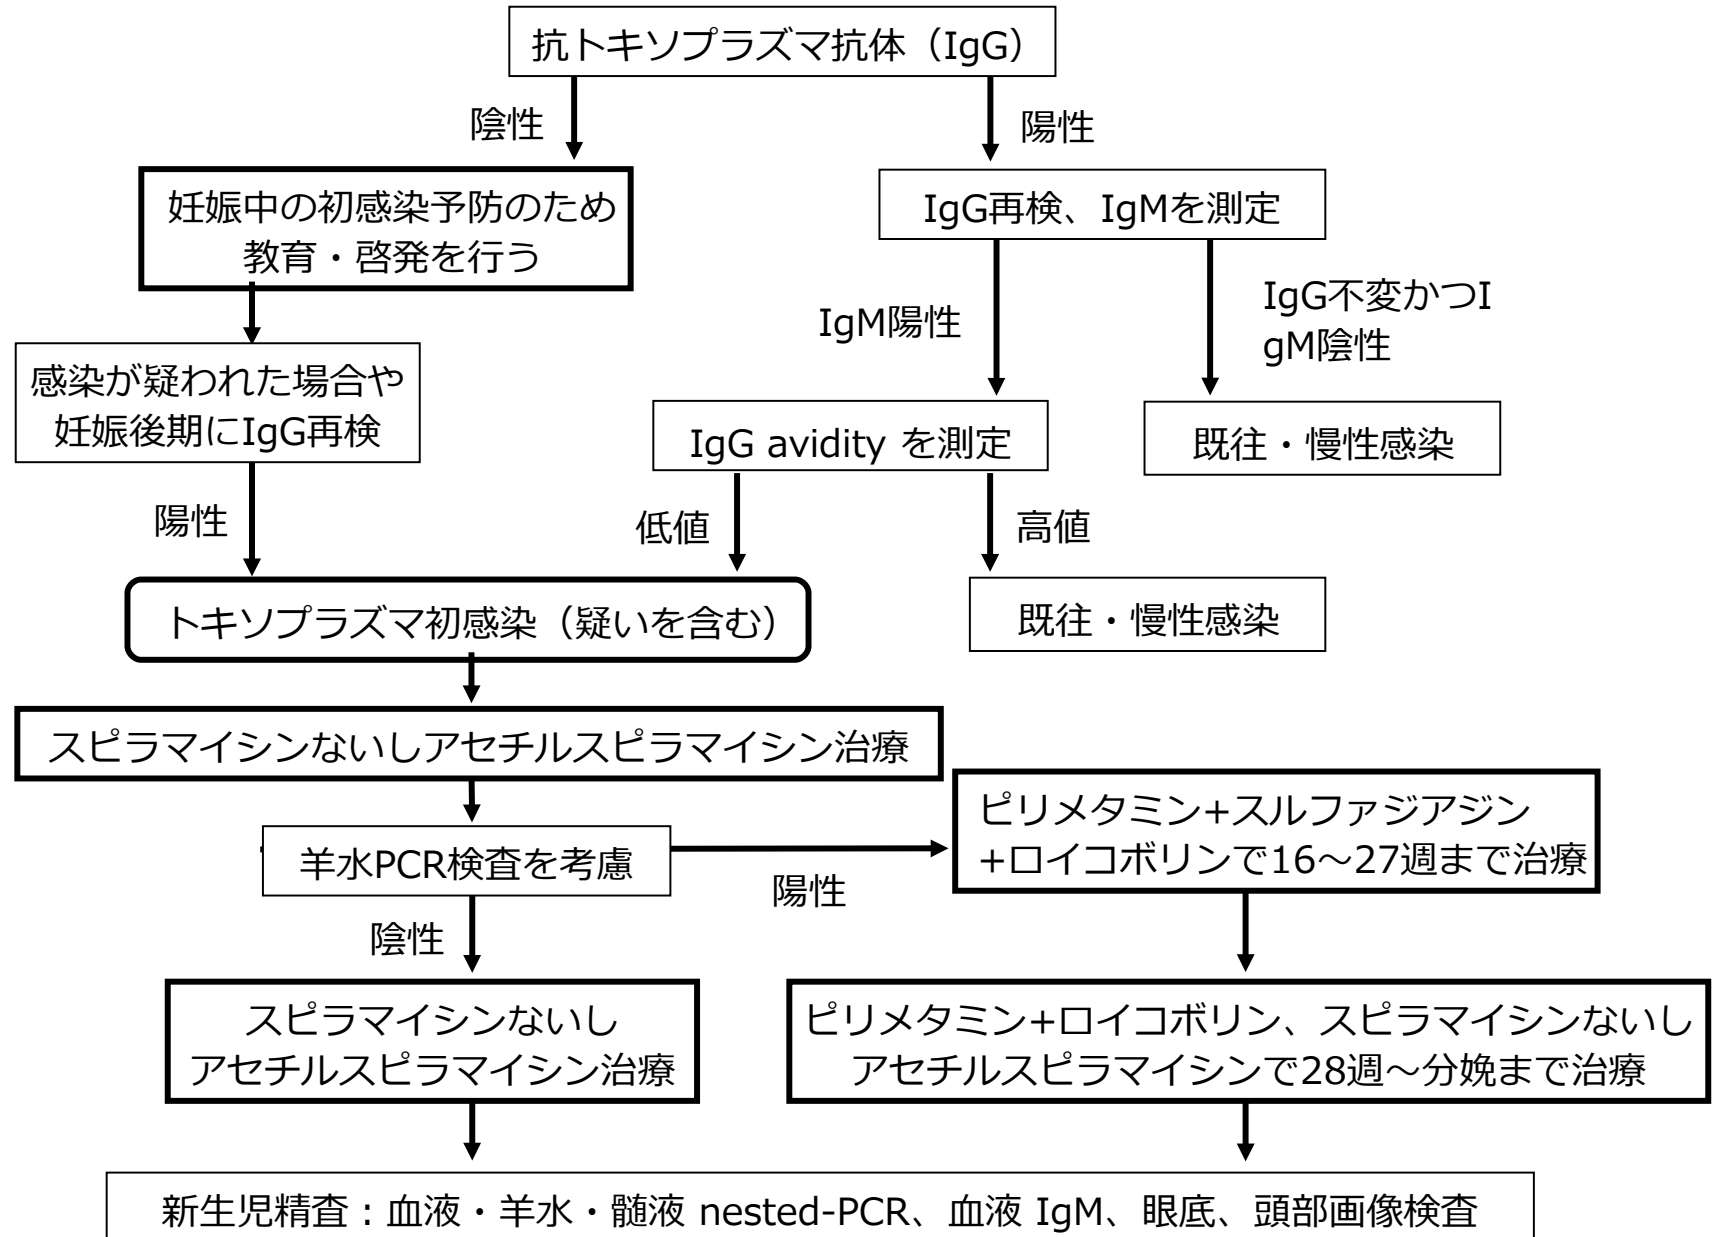 抗トキソプラズマ抗体（IgG）
陰性
陽性
妊娠中の初感染予防のため
教育・啓発を行う
IgG再検、IgMを測定
IgM陽性
IgG不変かつI
gM陰性
感染が疑われた場合や
妊娠後期にIgG再検
IgG avidity を測定
既往・慢性感染
陽性
低値
高値
トキソプラズマ初感染（疑いを含む）
既往・慢性感染
スピラマイシンないしアセチルスピラマイシン治療
羊水PCR検査を考慮
陽性
ピリメタミン+スルファジアジン
+ロイコボリンで16～27週まで治療
陰性
スピラマイシンないし
アセチルスピラマイシン治療
ピリメタミン+ロイコボリン、スピラマイシンないし
アセチルスピラマイシンで28週～分娩まで治療
新生児精査：血液・羊水・髄液 nested-PCR、血液 IgM、眼底、頭部画像検査